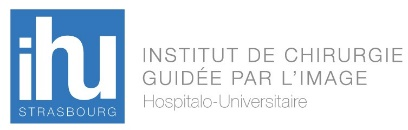 ihu
STRASBOURG
INSTITUT DE CHIRURGIE
GUIDÉE PAR L'IMAGE
Hospitalo-Universitaire